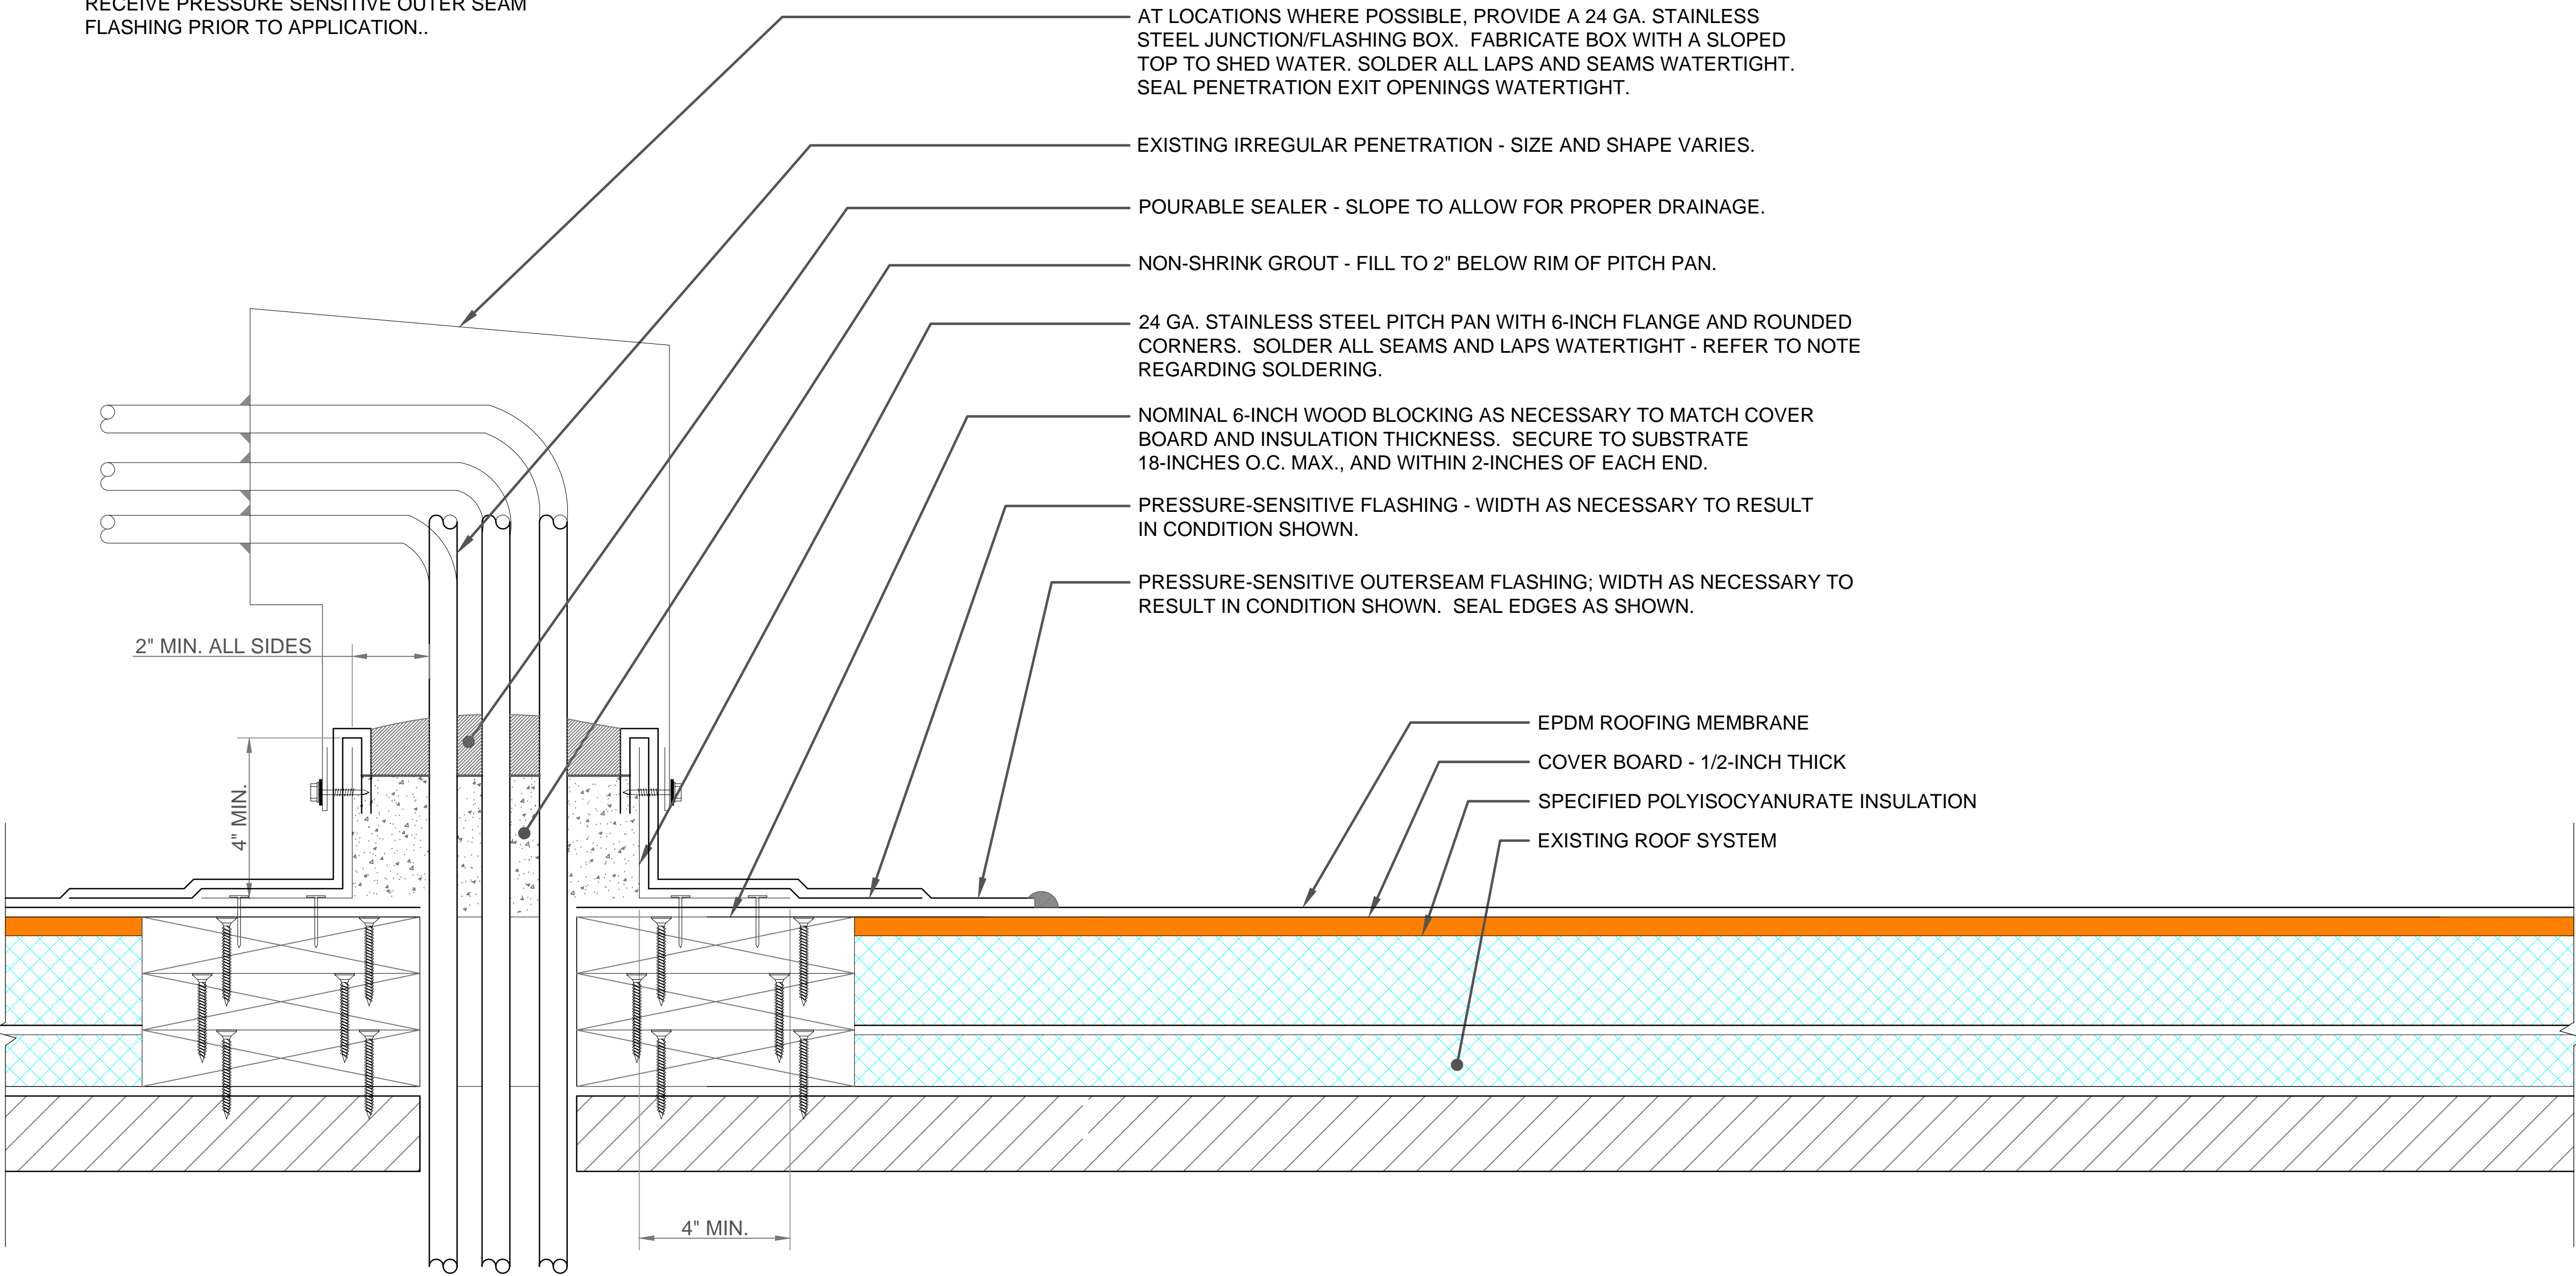 RECEIVE PRESSURE SENSITIVE OUTER SEAM
FLASHING PRIOR TO APPLICATION..
AT LOCATIONS WHERE POSSIBLE, PROVIDE A 24 GA. STAINLESS
STEEL JUNCTION/FLASHING BOX.  FABRICATE BOX WITH A SLOPED
TOP TO SHED WATER. SOLDER ALL LAPS AND SEAMS WATERTIGHT.
SEAL PENETRATION EXIT OPENINGS WATERTIGHT.
EXISTING IRREGULAR PENETRATION - SIZE AND SHAPE VARIES.
POURABLE SEALER - SLOPE TO ALLOW FOR PROPER DRAINAGE.
NON-SHRINK GROUT - FILL TO 2" BELOW RIM OF PITCH PAN.
24 GA. STAINLESS STEEL PITCH PAN WITH 6-INCH FLANGE AND ROUNDED
CORNERS.  SOLDER ALL SEAMS AND LAPS WATERTIGHT - REFER TO NOTE
REGARDING SOLDERING.
NOMINAL 6-INCH WOOD BLOCKING AS NECESSARY TO MATCH COVER
BOARD AND INSULATION THICKNESS.  SECURE TO SUBSTRATE
18-INCHES O.C. MAX., AND WITHIN 2-INCHES OF EACH END.
PRESSURE-SENSITIVE FLASHING - WIDTH AS NECESSARY TO RESULT
IN CONDITION SHOWN.
PRESSURE-SENSITIVE OUTERSEAM FLASHING; WIDTH AS NECESSARY TO
RESULT IN CONDITION SHOWN.  SEAL EDGES AS SHOWN.
2" MIN. ALL SIDES
4" MIN.
EPDM ROOFING MEMBRANE
COVER BOARD - 1/2-INCH THICK
SPECIFIED POLYISOCYANURATE INSULATION
EXISTING ROOF SYSTEM
4" MIN.